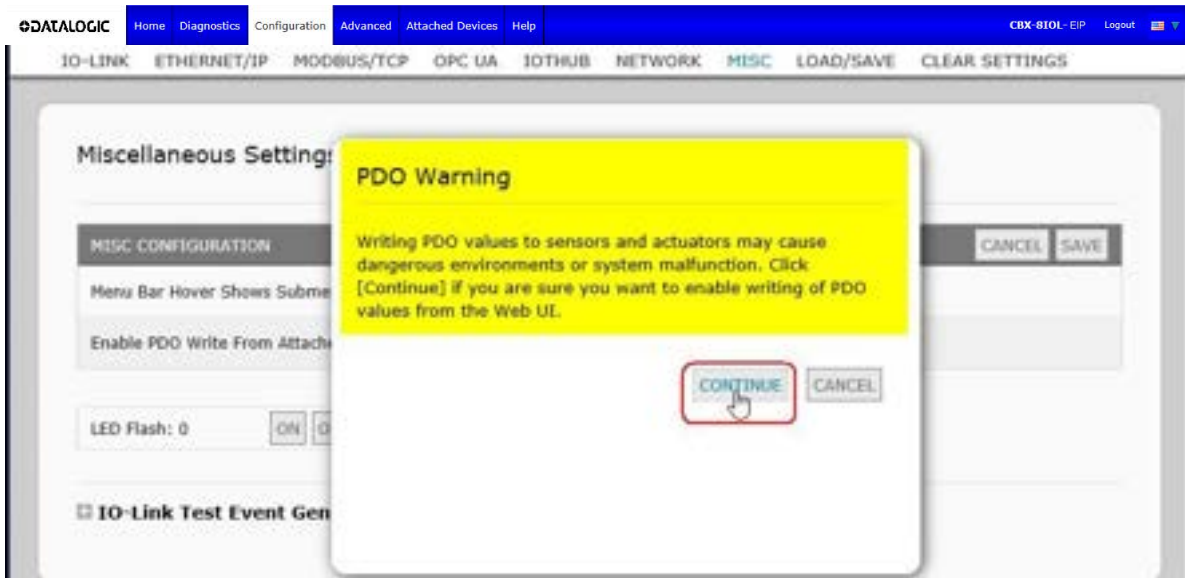 DATALOGIC Home Diagnostics Configuration Advanced Attached Devices Help CBX-8IOL-EIP Logout
IO-LINK ETHERNET/IP MODBUS/TCP OPC UA IOTHUB NETWORK MISC LOAD/SAVE CLEAR SETTINGS
Miscellaneous Settings
PDO Warning
MISC CONFIGURATION
CANCEL SAVE
Writing PDO values to sensors and actuators may cause
dangerous environments or system malfunction. Click
[Continue] if you are sure you want to enable writing of PDO
values from the Web UI.
Menu Bar Hover Shows Subme
Enable PDO Write From Attache
CONTINUE CANCEL
LED Flash: 0 ON O
IO-Link Test Event Gen